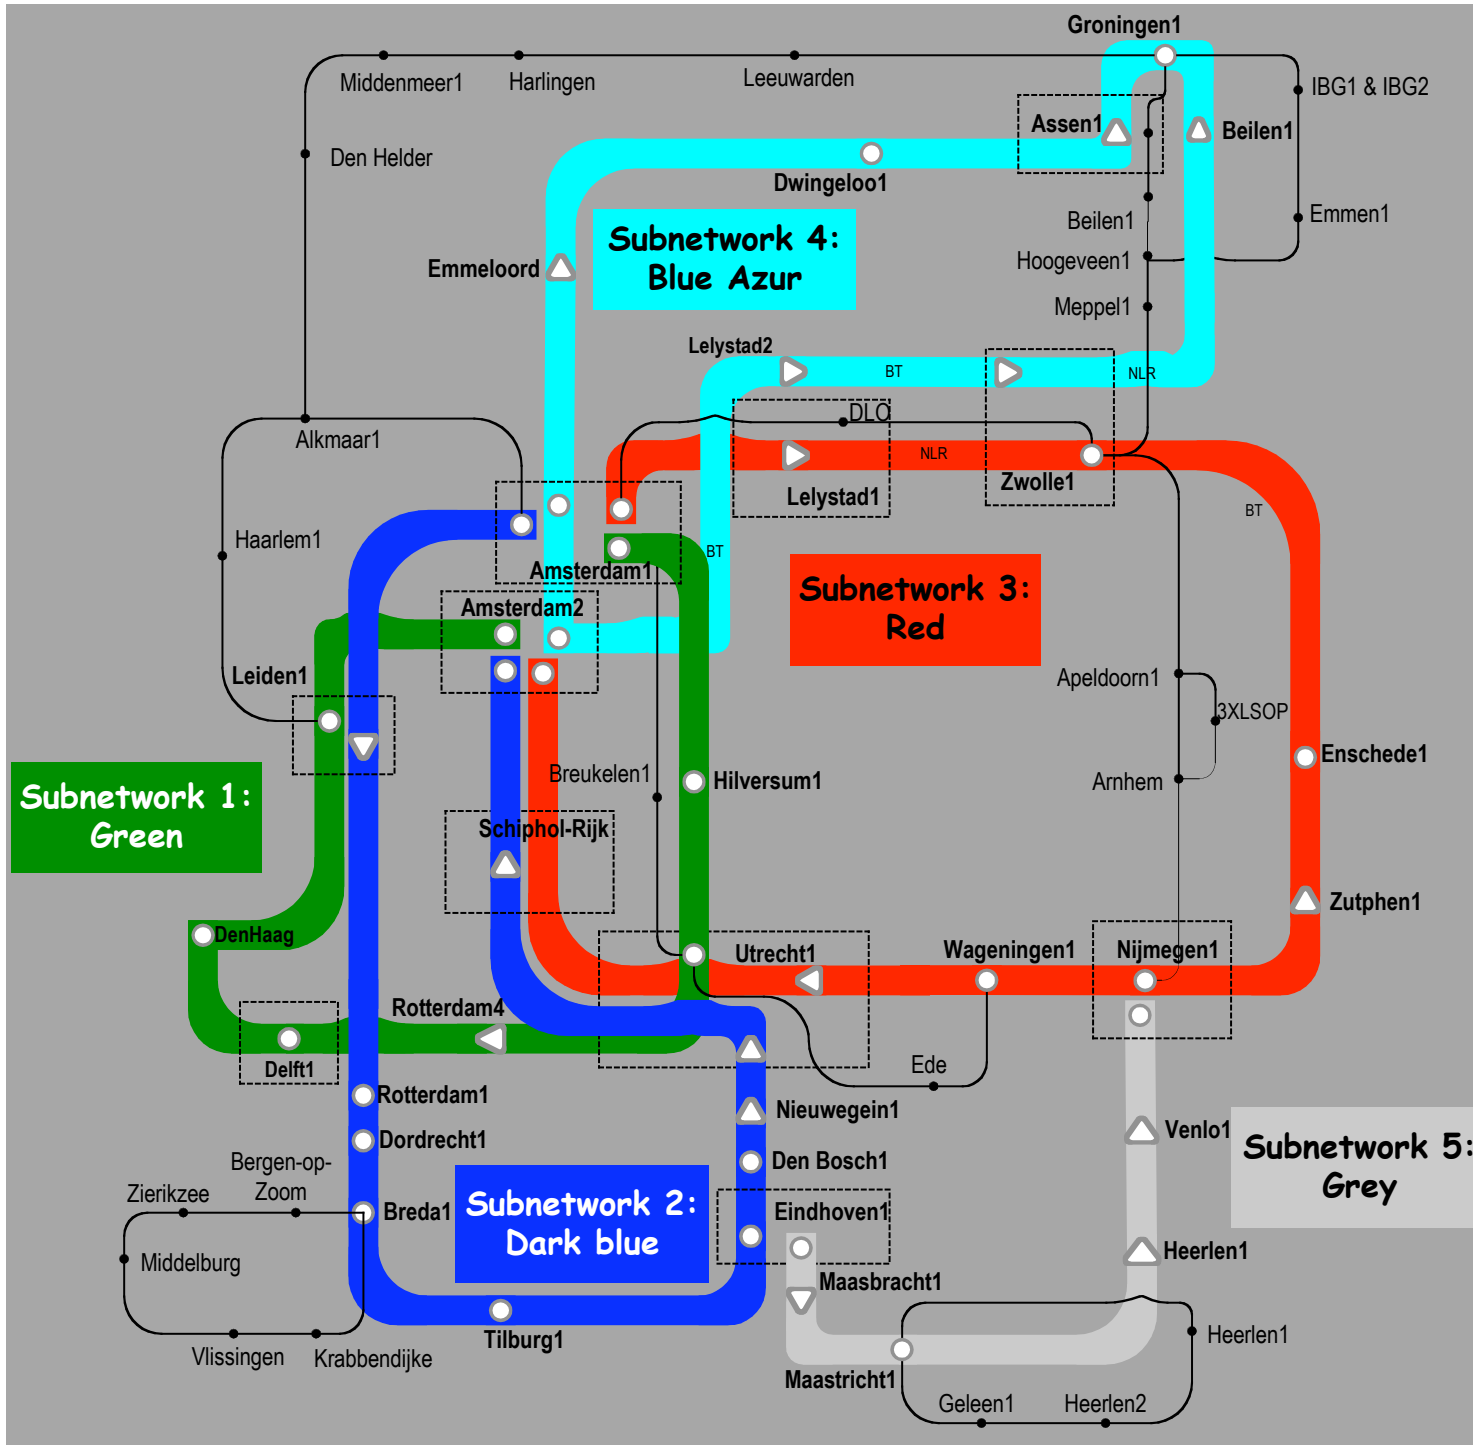 Groningen1
Middenmeer1
Harlingen
Leeuwarden
IBG1 & IBG2
Assen1
Beilen1
Den Helder
Dwingeloo1
Beilen1
Emmen1
Subnetwork 4:
Blue Azur
Emmeloord
Hoogeveen1
Meppel1
Lelystad2
BT
NLR
DLO
Alkmaar1
NLR
Zwolle1
Lelystad1
BT
Haarlem1
BT
Amsterdam1
Subnetwork 3:
Red
Amsterdam2
Leiden1
Apeldoorn1
3XLSOP
Enschede1
Breukelen1
Hilversum1
Arnhem
Subnetwork 1:
Green
Schiphol-Rijk
Zutphen1
DenHaag
Utrecht1
Wageningen1
Nijmegen1
Rotterdam4
Delft1
Ede
Rotterdam1
Nieuwegein1
Dordrecht1
Venlo1
Subnetwork 5:
Grey
Den Bosch1
Bergen-op-
Zoom
Zierikzee
Breda1
Subnetwork 2:
Dark blue
Eindhoven1
Middelburg
Heerlen1
Maasbracht1
Tilburg1
Heerlen1
Vlissingen
Krabbendijke
Maastricht1
Geleen1
Heerlen2